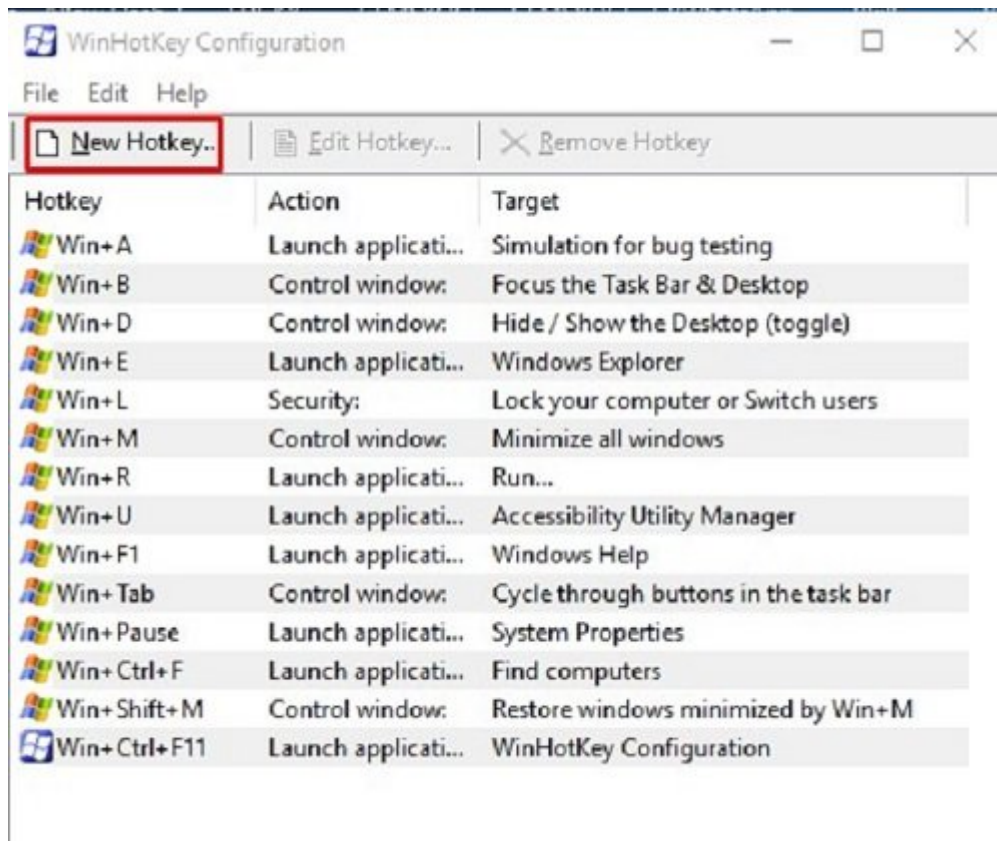 WinHotKey Configuration
File Edit Help
New Hotkey.. Edit Hotkey... Remove Hotkey
Hotkey Action Target
Win+A Launch applicati... Simulation for bug testing
Win+B Control window: Focus the Task Bar & Desktop
Win+D Control window: Hide / Show the Desktop (toggle)
Win+E Launch applicati... Windows Explorer
Win+L Security: Lock your computer or Switch users
Win+M Control window: Minimize all windows
Win+R Launch applicati... Run...
Win+U Launch applicati... Accessibility Utility Manager
Win+F1 Launch applicati... Windows Help
Win+Tab Control window: Cycle through buttons in the task bar
Win+Pause Launch applicati... System Properties
Win+Ctrl+F Launch applicati... Find computers
Win+Shift+M Control window: Restore windows minimized by Win+M
Win+Ctrl+F11 Launch applicati... WinHotKey Configuration